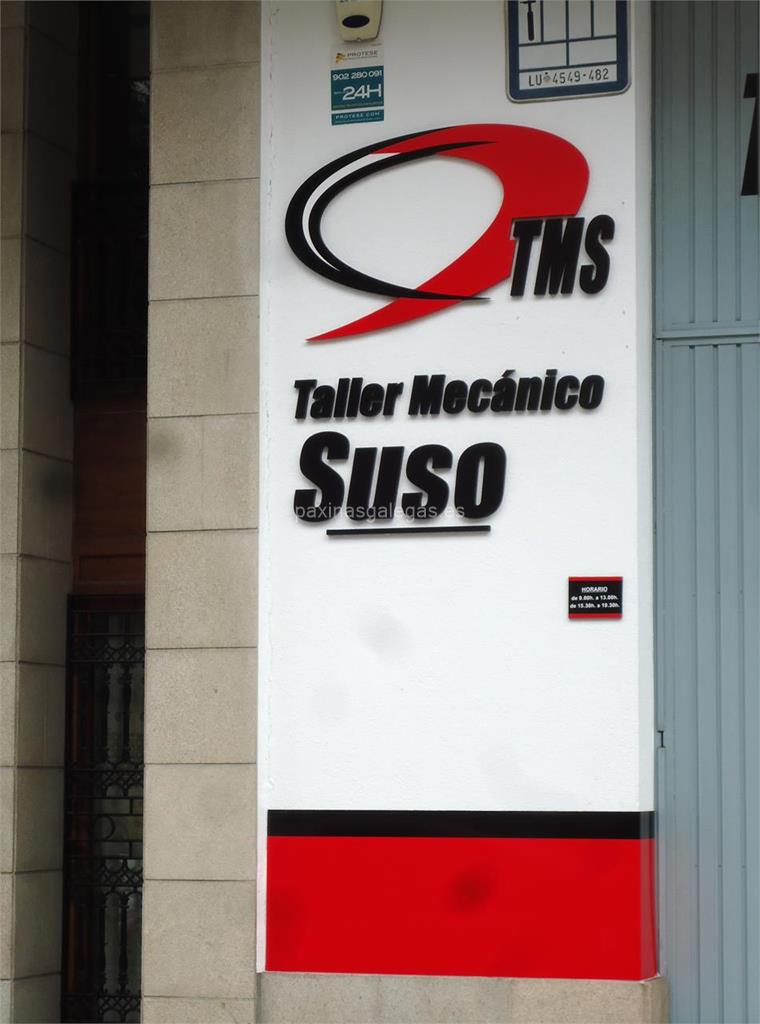 PROTESE
902 280 091
24H
PROTESE.COM
LU-4549-482
TMS
Taller Mecánico
Suso
paxinasgalegas.es
HORARIO
de 9.00h. a 13.00h.
de 15.30h. a 19.30h.